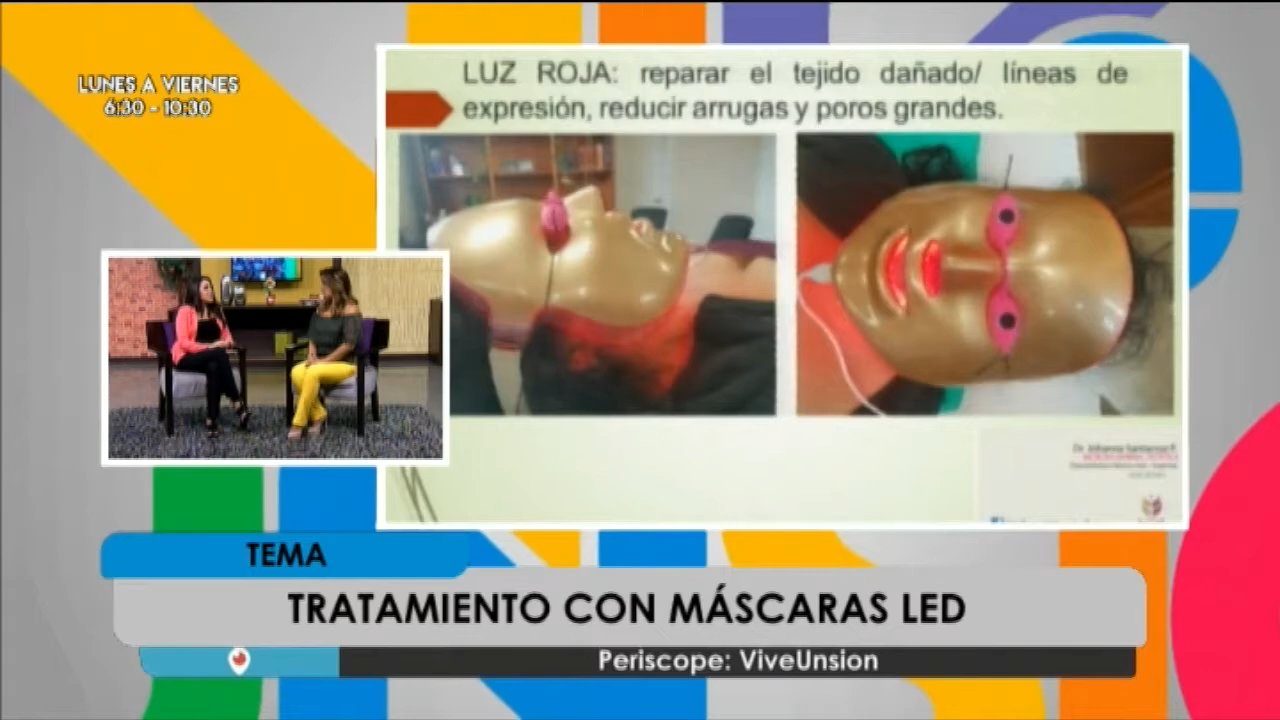 LUNES A VIERNES
6:30 - 10:30
LUZ ROJA: reparar el tejido dañado/ líneas de
expresión, reducir arrugas y poros grandes.
TEMA
TRATAMIENTO CON MÁSCARAS LED
Periscope: ViveUnsion